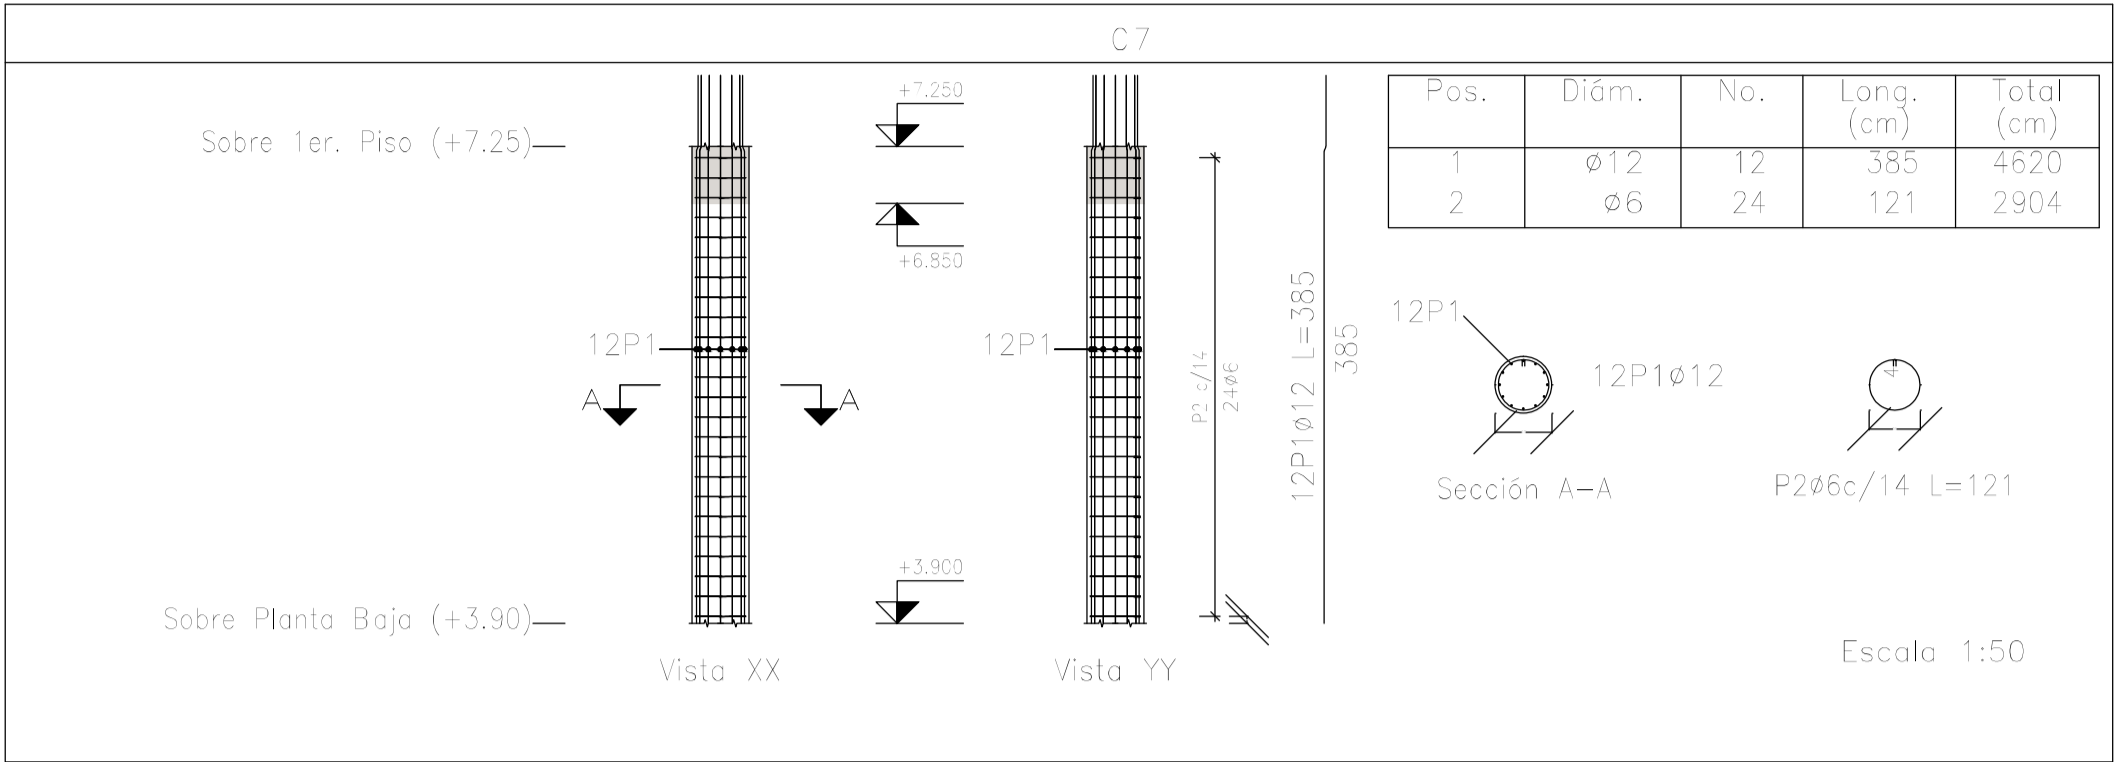 C7
Sobre 1er. Piso (+7.25)
+7.250
+6.850
12P1
12P1
A
A
+3.900
Sobre Planta Baja (+3.90)
Vista XX
Vista YY
P2 c/14
24ø6
12P1ø12 L=385
385
Pos. Diám. No. Long. (cm) Total (cm)
1 ø12 12 385 4620
2 ø6 24 121 2904
12P1
12P1ø12
4
Sección A-A
P2ø6c/14 L=121
Escala 1:50